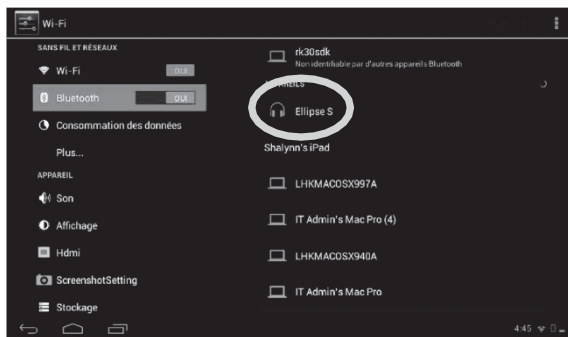 Wi-Fi
SANS FIL ET RÉSEAUX
Wi-Fi
OUI
Bluetooth
OUI
Consommation des données
Plus...
APPAREIL
Son
Affichage
Hdmi
ScreenshotSetting
Stockage
rk30sdk
Non identifiable par d'autres appareils Bluetooth
Ellipse S
Shalynn's iPad
LHKMACOSX997A
IT Admin's Mac Pro (4)
LHKMACOSX940A
IT Admin's Mac Pro
4:45